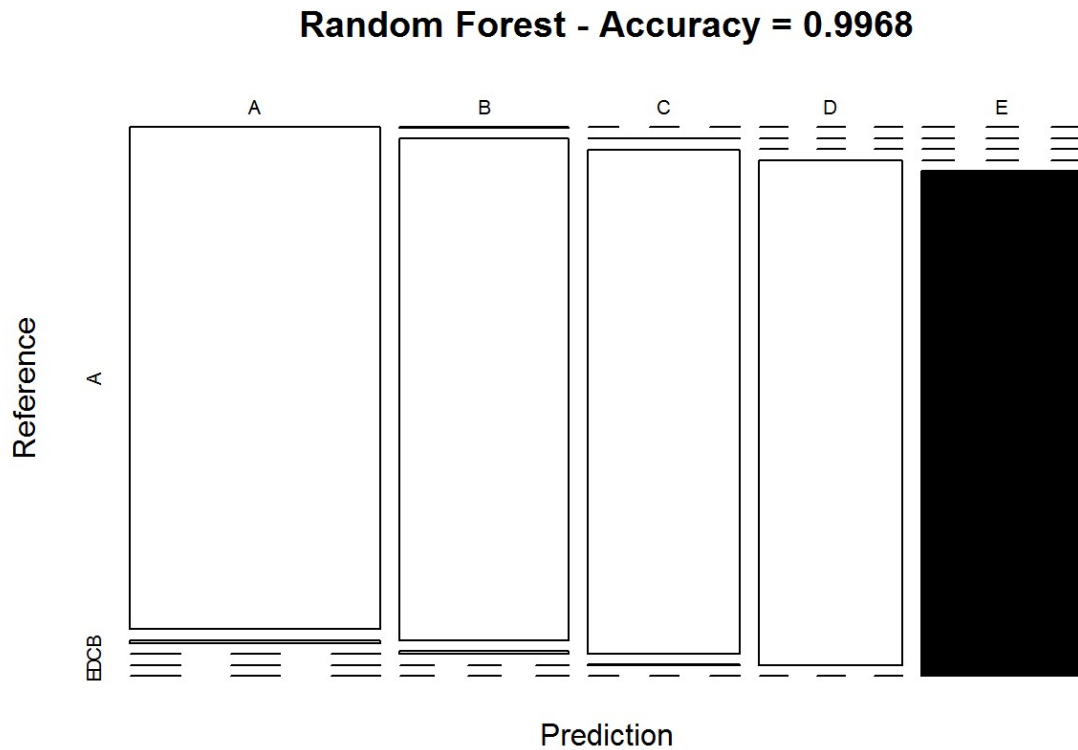 Random Forest - Accuracy = 0.9968
A B C D E
Reference
A
EDCB
Prediction